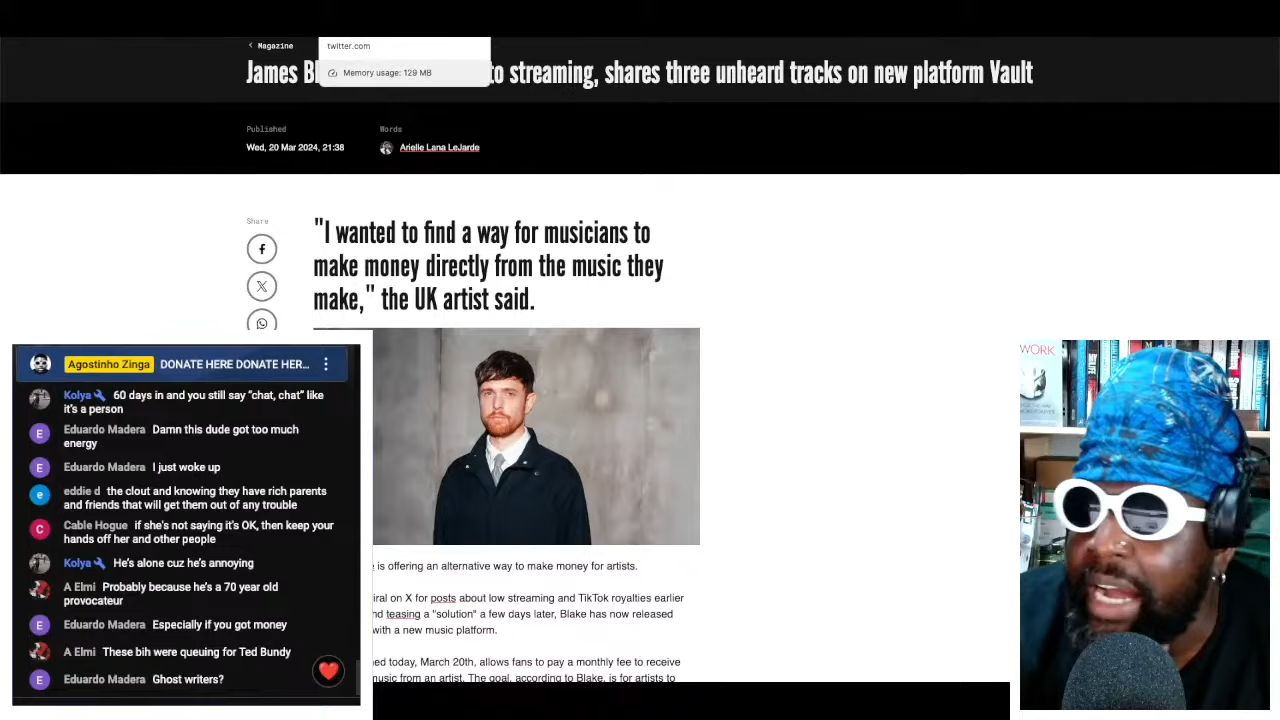 Magazine
twitter.com
Memory usage: 129 MB
James Bl
to streaming, shares three unheard tracks on new platform Vault
Published
Words
Wed, 20 Mar 2024, 21:38
Arielle Lana LeJarde
Share
"I wanted to find a way for musicians to
make money directly from the music they
make," the UK artist said.
is offering an alternative way to make money for artists.
iral on X for posts about low streaming and TikTok royalties earlier
nd teasing a "solution" a few days later, Blake has now released
with a new music platform.
ed today, March 20th, allows fans to pay a monthly fee to receive
music from an artist. The goal, according to Blake, is for artists to
Agostinho Zinga DONATE HERE DONATE HER...
Kolya 60 days in and you still say “chat, chat” like
it’s a person
Eduardo Madera Damn this dude got too much
energy
Eduardo Madera I just woke up
eddie d the clout and knowing they have rich parents
and friends that will get them out of any trouble
Cable Hogue if she's not saying it's OK, then keep your
hands off her and other people
Kolya He’s alone cuz he’s annoying
A Elmi Probably because he’s a 70 year old
provocateur
Eduardo Madera Especially if you got money
A Elmi These bih were queuing for Ted Bundy
Eduardo Madera Ghost writers?
WORK